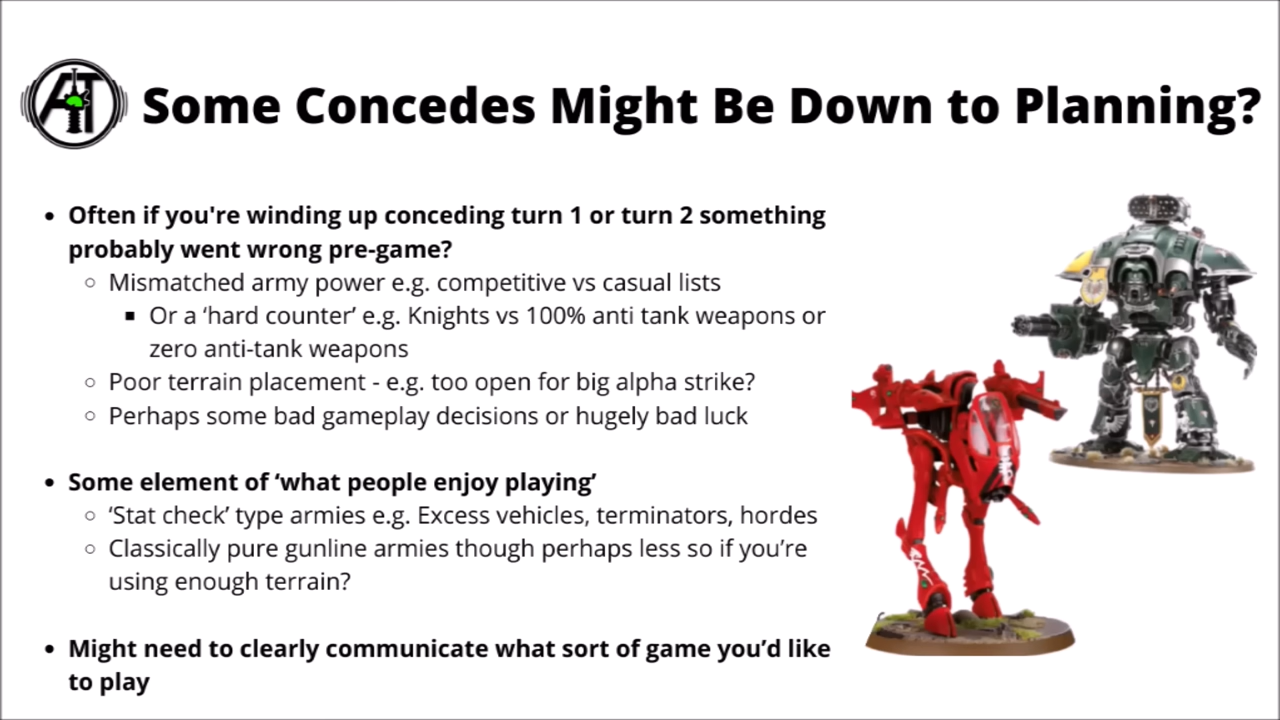 AT
Some Concedes Might Be Down to Planning?
• Often if you're winding up conceding turn 1 or turn 2 something
probably went wrong pre-game?
○ Mismatched army power e.g. competitive vs casual lists
■ Or a ‘hard counter’ e.g. Knights vs 100% anti tank weapons or
zero anti-tank weapons
○ Poor terrain placement - e.g. too open for big alpha strike?
○ Perhaps some bad gameplay decisions or hugely bad luck
• Some element of ‘what people enjoy playing’
○ ‘Stat check’ type armies e.g. Excess vehicles, terminators, hordes
○ Classically pure gunline armies though perhaps less so if you’re
using enough terrain?
• Might need to clearly communicate what sort of game you’d like
to play